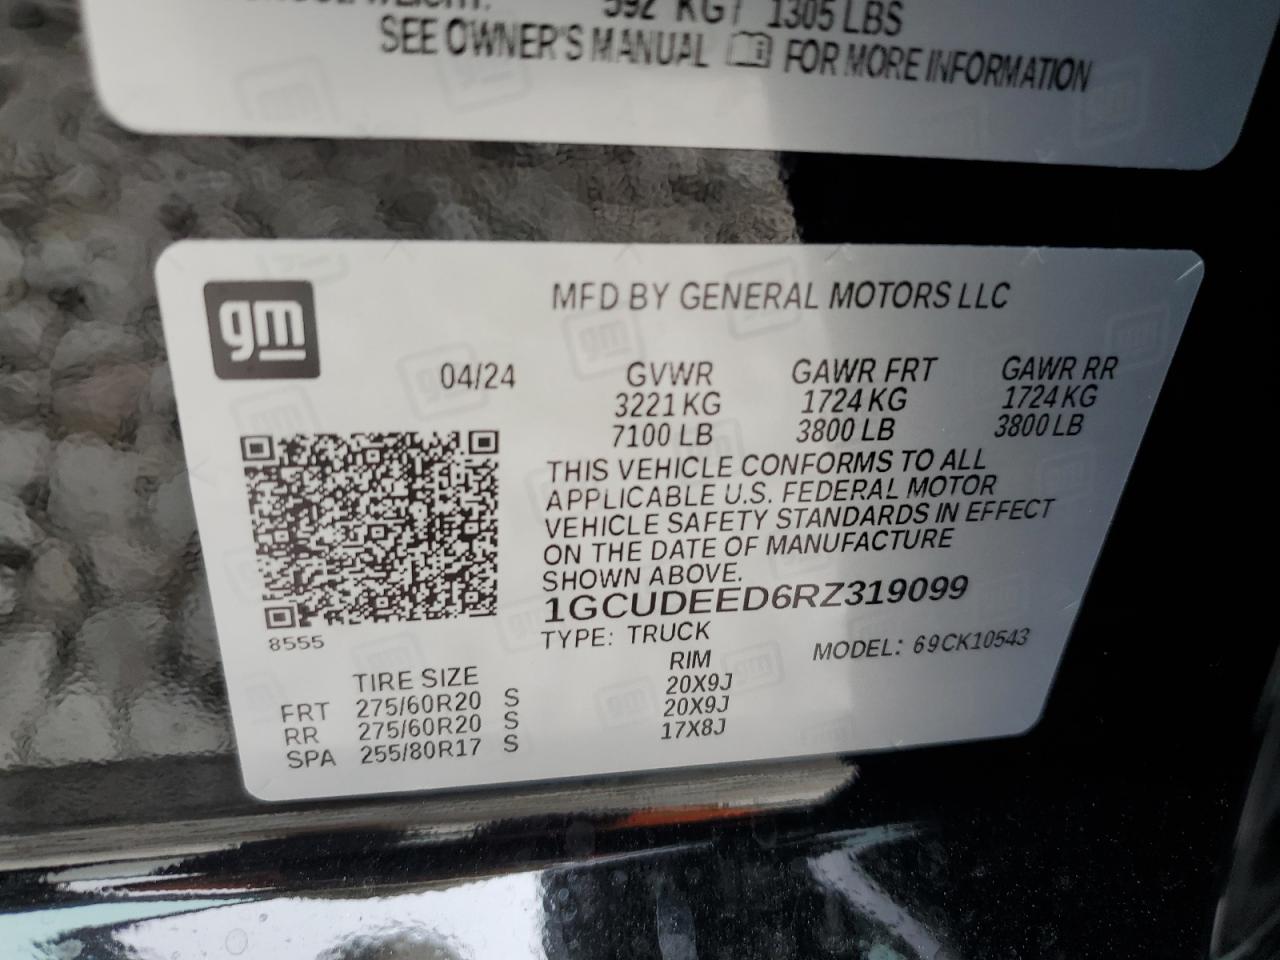 592 KG / 1305 LBS
SEE OWNER'S MANUAL FOR MORE INFORMATION
gm
MFD BY GENERAL MOTORS LLC
04/24
GVWR GAWR FRT GAWR RR
3221 KG 1724 KG 1724 KG
7100 LB 3800 LB 3800 LB
THIS VEHICLE CONFORMS TO ALL
APPLICABLE U.S. FEDERAL MOTOR
VEHICLE SAFETY STANDARDS IN EFFECT
ON THE DATE OF MANUFACTURE
SHOWN ABOVE.
1GCUDEED6RZ319099
8555
TYPE: TRUCK MODEL: 69CK10543
TIRE SIZE RIM
FRT 275/60R20 S 20X9J
RR 275/60R20 S 20X9J
SPA 255/80R17 S 17X8J